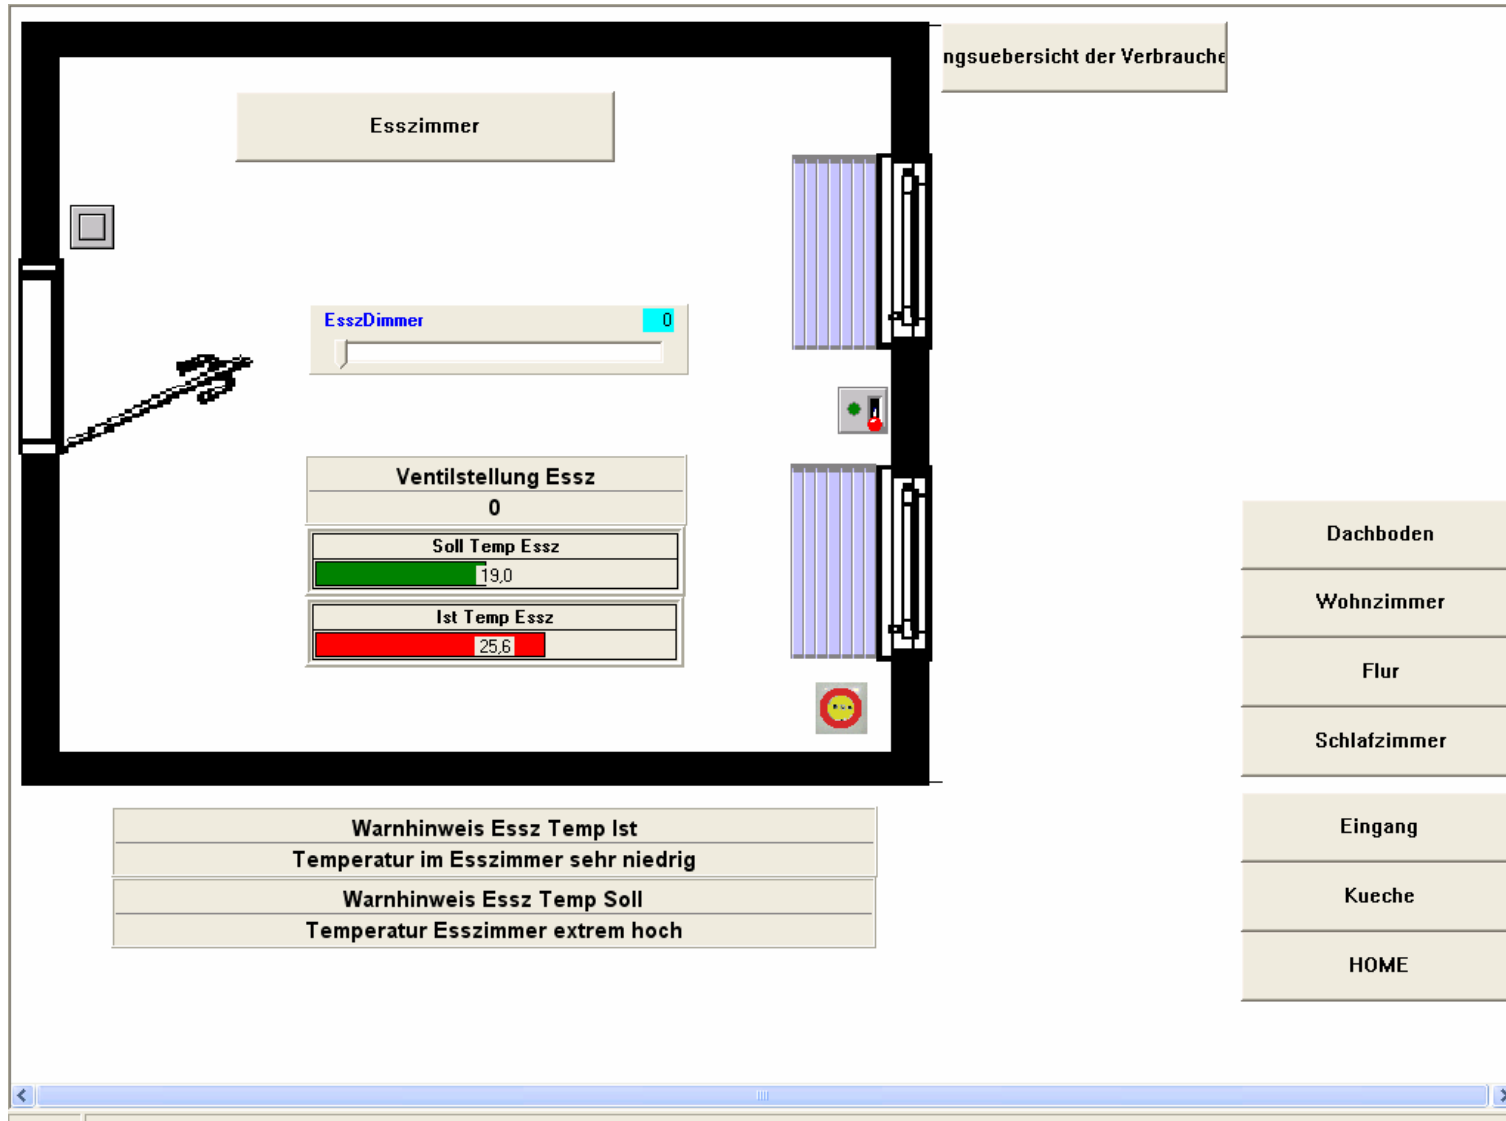 ngsuebersicht der Verbrauche
Esszimmer
EsszDimmer 0
Ventilstellung Essz
0
Soll Temp Essz
19,0
Ist Temp Essz
25,6
Dachboden
Wohnzimmer
Flur
Schlafzimmer
Eingang
Kueche
HOME
Warnhinweis Essz Temp Ist
Temperatur im Esszimmer sehr niedrig
Warnhinweis Essz Temp Soll
Temperatur Esszimmer extrem hoch